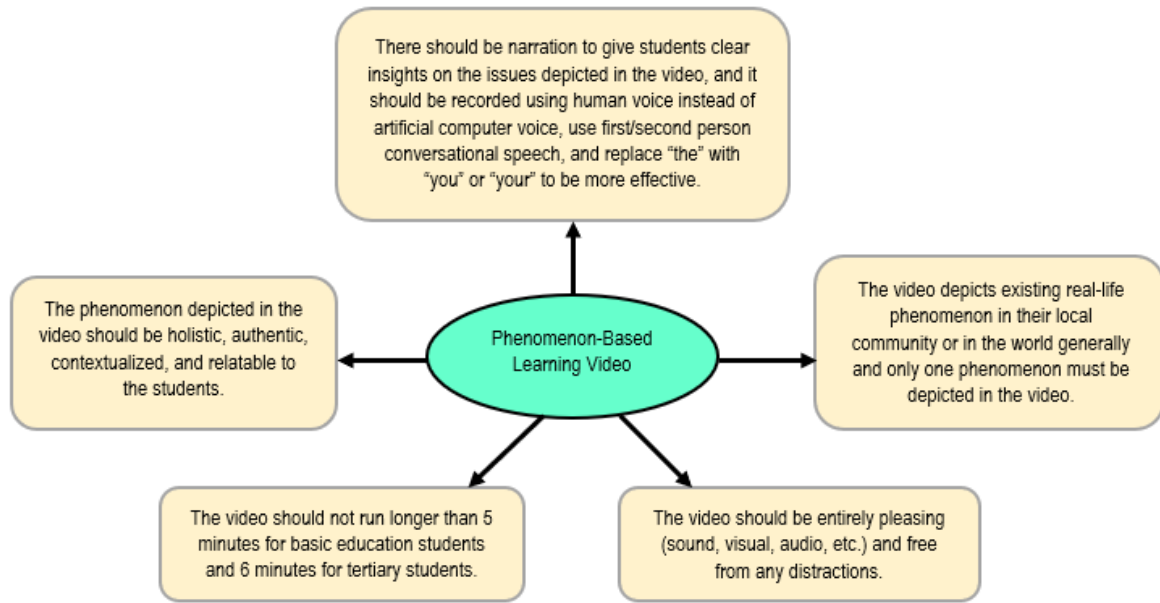 There should be narration to give students clear
insights on the issues depicted in the video, and it
should be recorded using human voice instead of
artificial computer voice, use first/second person
conversational speech, and replace “the” with
“you” or “your” to be more effective.
The phenomenon depicted in the
video should be holistic, authentic,
contextualized, and relatable to
the students.
Phenomenon-Based
Learning Video
The video depicts existing real-life
phenomenon in their local
community or in the world generally
and only one phenomenon must be
depicted in the video.
The video should not run longer than 5
minutes for basic education students
and 6 minutes for tertiary students.
The video should be entirely pleasing
(sound, visual, audio, etc.) and free
from any distractions.